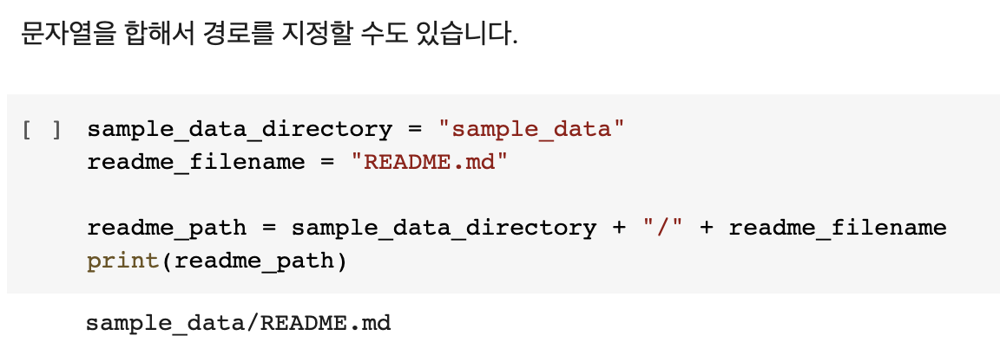 문자열을 합해서 경로를 지정할 수도 있습니다.
[ ] sample_data_directory = "sample_data"
readme_filename = "README.md"
readme_path = sample_data_directory + "/" + readme_filename
print(readme_path)
sample_data/README.md